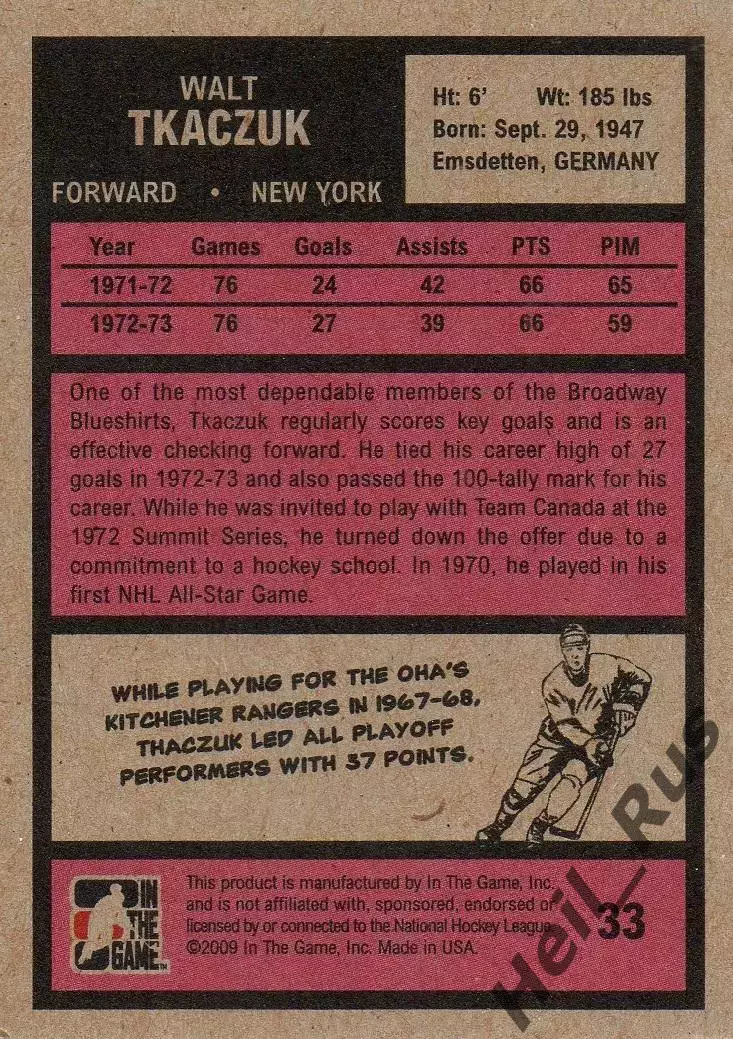 WALT
TKACZUK
FORWARD • NEW YORK
Ht: 6' Wt: 185 lbs
Born: Sept. 29, 1947
Emsdetten, GERMANY
Year Games Goals Assists PTS PIM
1971-72 76 24 42 66 65
1972-73 76 27 39 66 59
One of the most dependable members of the Broadway
Blueshirts, Tkaczuk regularly scores key goals and is an
effective checking forward. He tied his career high of 27
goals in 1972-73 and also passed the 100-tally mark for his
career. While he was invited to play with Team Canada at the
1972 Summit Series, he turned down the offer due to a
commitment to a hockey school. In 1970, he played in his
first NHL All-Star Game.
WHILE PLAYING FOR THE OHA'S
KITCHENER RANGERS IN 1967-68,
THACZUK LED ALL PLAYOFF
PERFORMERS WITH 37 POINTS.
IN
THE
GAME
This product is manufactured by In The Game, Inc.
and is not affiliated with, sponsored, endorsed or
licensed by or connected to the National Hockey League.
©2009 In The Game, Inc. Made in USA.
33
Heil_Rus